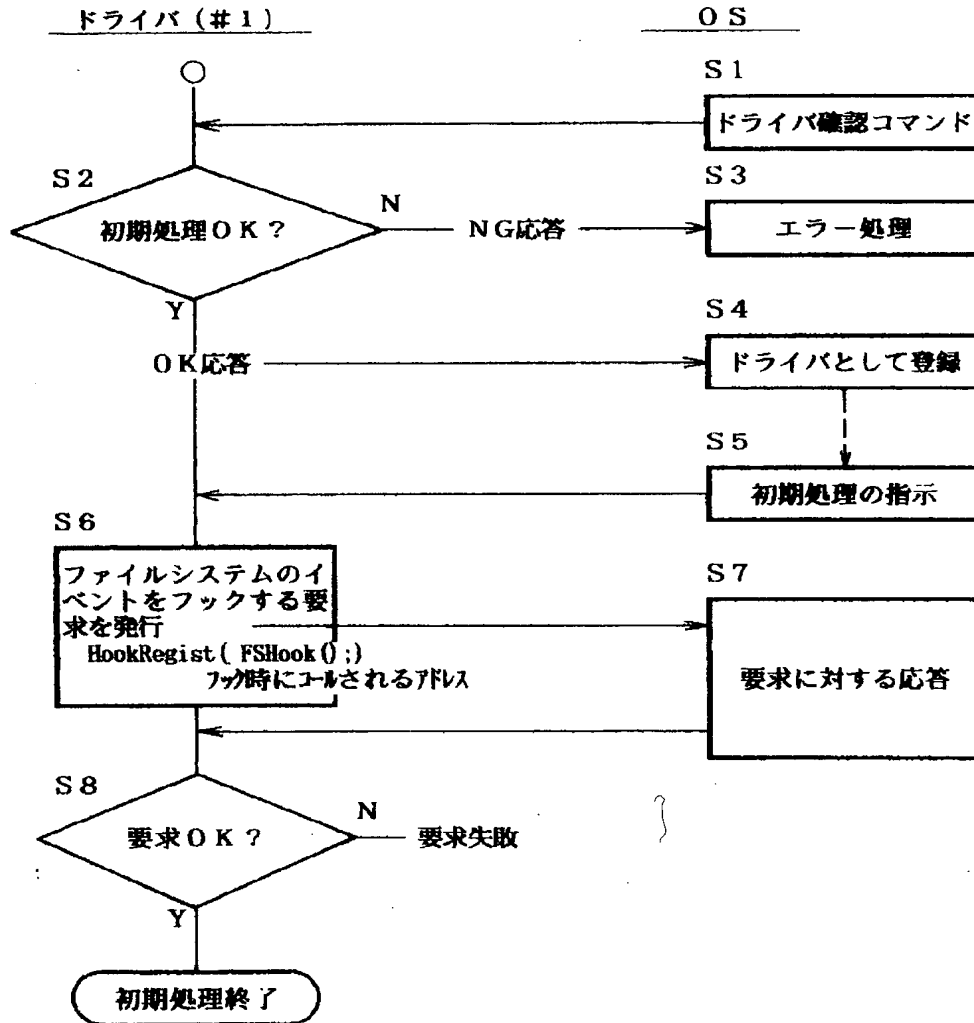 ドライバ(#1)
OS
S1
ドライバ確認コマンド
S2
初期処理OK?
N
NG応答
S3
エラー処理
Y
OK応答
S4
ドライバとして登録
S5
初期処理の指示
S6
ファイルシステムのイ
ベントをフックする要
求を発行
HookRegist( FSHook();)
フック時にコールされるアドレス
S7
要求に対する応答
S8
要求OK?
N
要求失敗
Y
初期処理終了